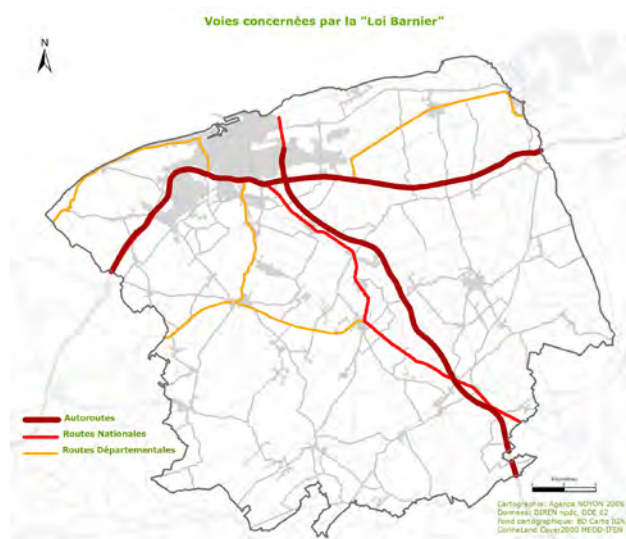 Voies concernées par la "Loi Barnier"
N
Autoroutes
Routes Nationales
Routes Départementales
Kilomètres
Cartographie: Agence NOYON 2006
Données: DIREN npdc, DDE 62
Fond cartographique: BD Carto IGN
CorineLand Cover2000 MEDD-IFEN